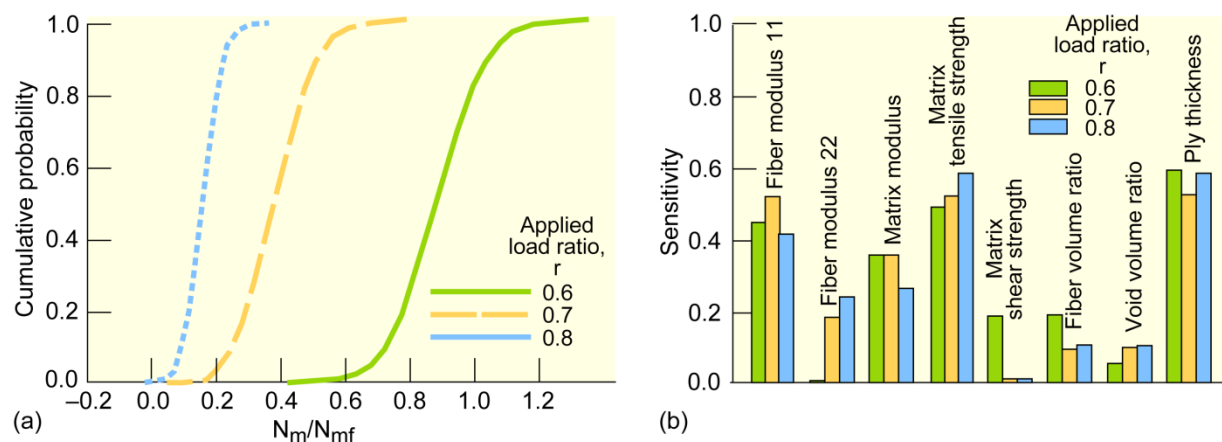 1.0
0.8
0.6
0.4
0.2
0.0
Cumulative probability
–0.2
0.0
0.2
0.4
0.6
0.8
1.0
1.2
Nm/Nmf
Applied
load ratio,
r
0.6
0.7
0.8
(a)
1.0
0.8
0.6
0.4
0.2
0.0
Sensitivity
Fiber modulus 11
Fiber modulus 22
Matrix modulus
Matrix
tensile strength
Matrix
shear strength
Fiber volume ratio
Void volume ratio
Ply thickness
Applied
load ratio,
r
0.6
0.7
0.8
(b)